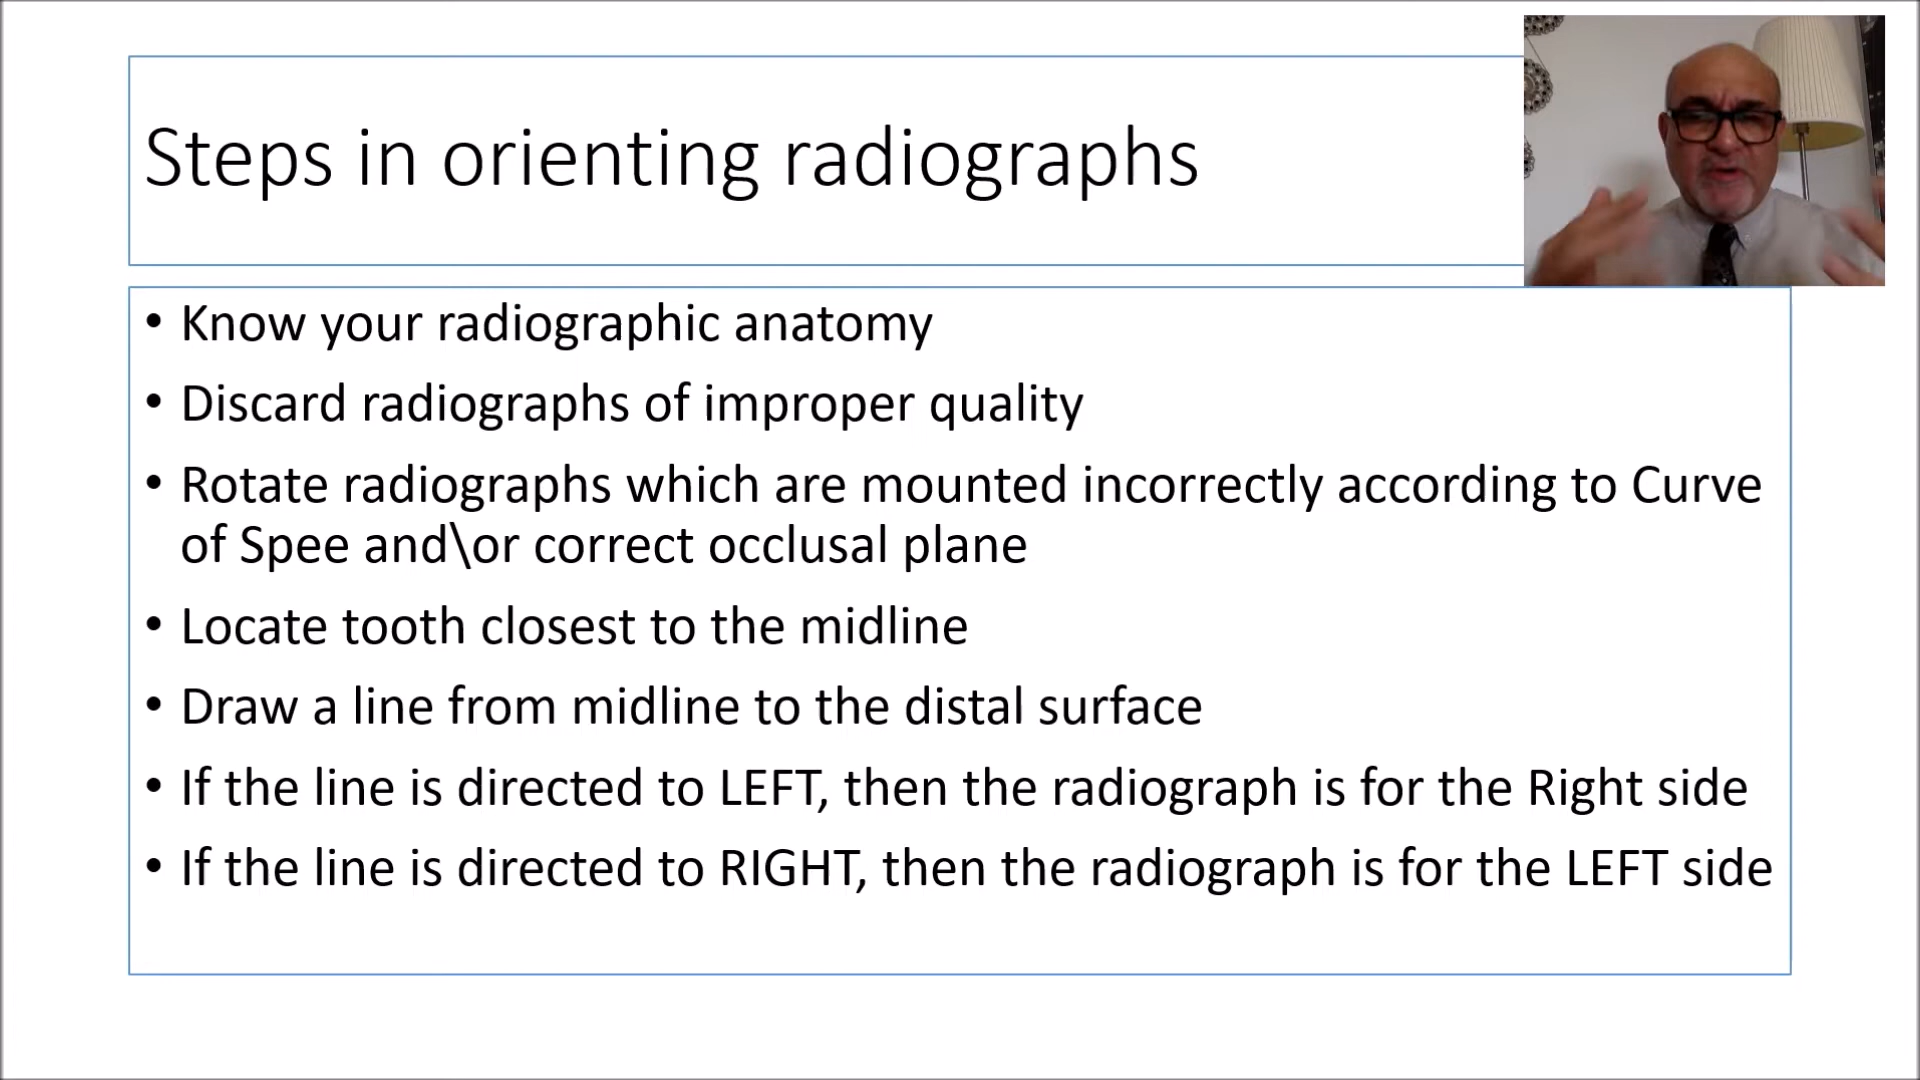 Steps in orienting radiographs
• Know your radiographic anatomy
• Discard radiographs of improper quality
• Rotate radiographs which are mounted incorrectly according to Curve
of Spee and\or correct occlusal plane
• Locate tooth closest to the midline
• Draw a line from midline to the distal surface
• If the line is directed to LEFT, then the radiograph is for the Right side
• If the line is directed to RIGHT, then the radiograph is for the LEFT side